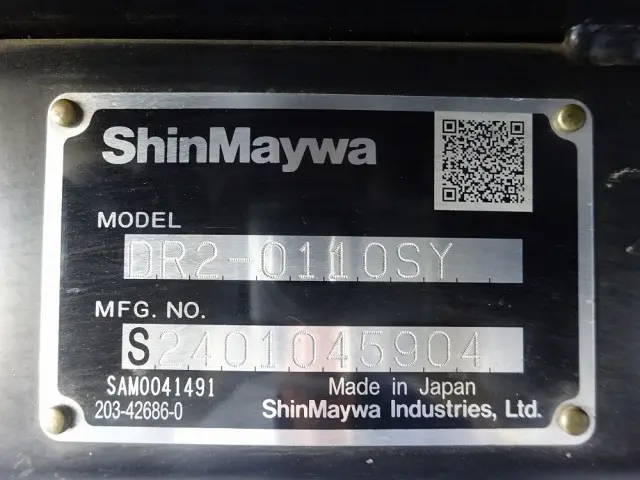 ShinMaywa
MODEL
DR2-0110SY
MFG. NO.
S2401045904
SAM0041491
Made in Japan
203-42686-0
ShinMaywa Industries, Ltd.